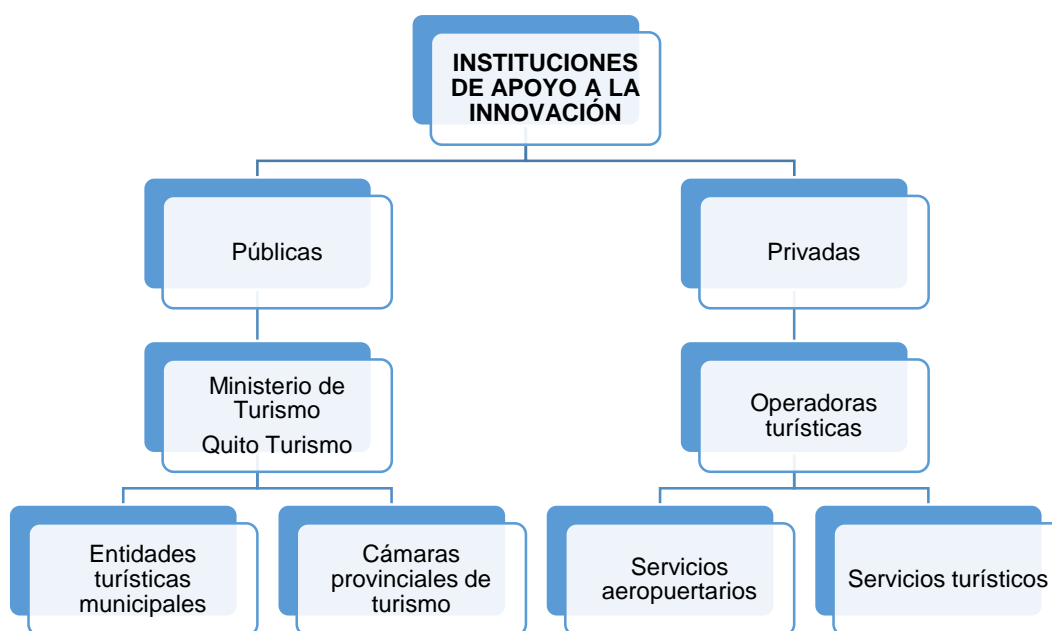 INSTITUCIONES
DE APOYO A LA
INNOVACIÓN
Públicas
Privadas
Ministerio de
Turismo
Quito Turismo
Operadoras
turísticas
Entidades
turísticas
municipales
Cámaras
provinciales de
turismo
Servicios
aeropuertarios
Servicios turísticos